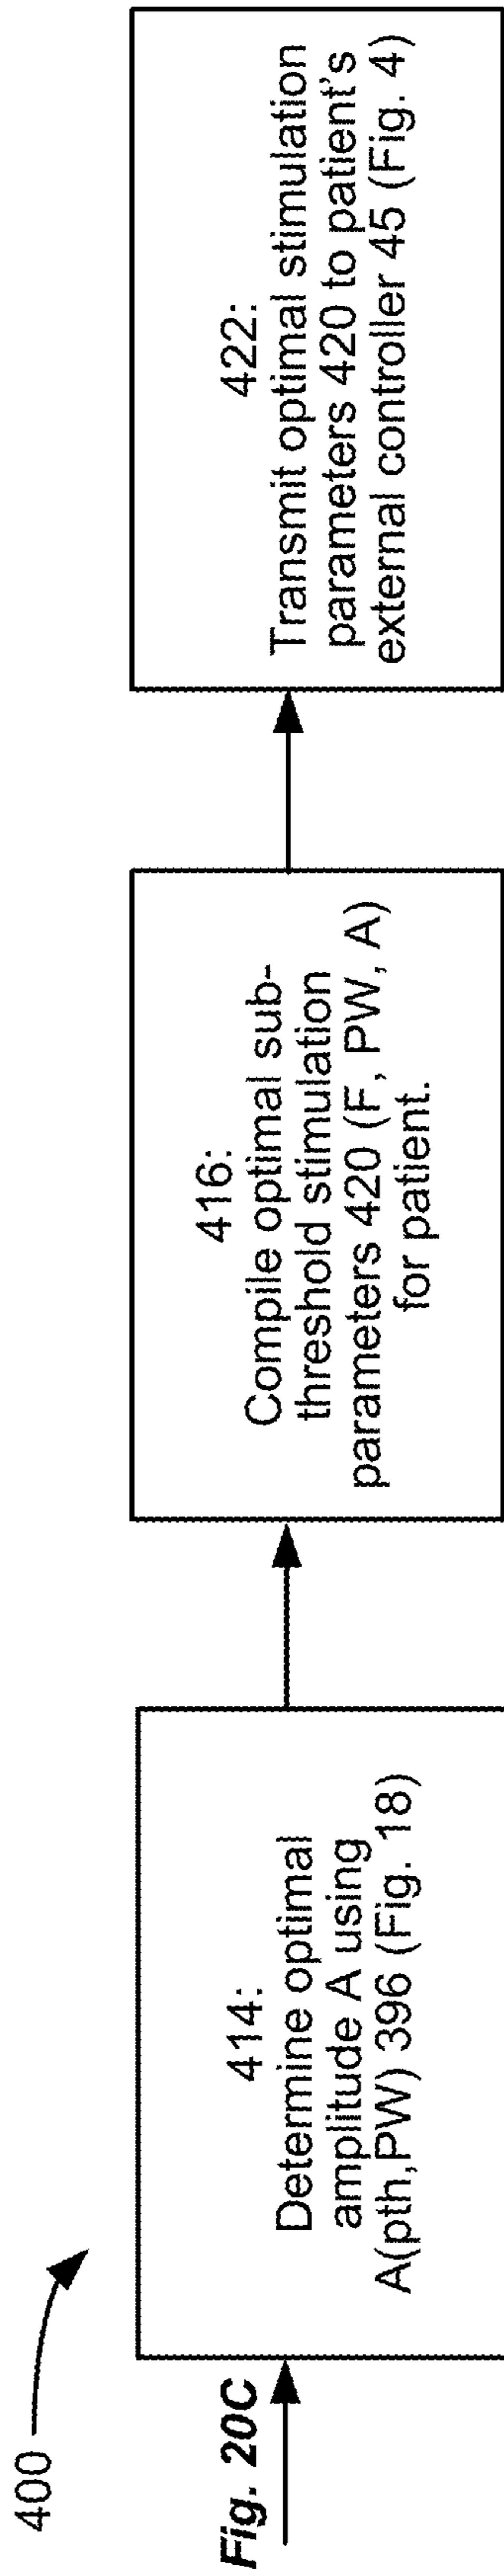 400
Fig. 20C
414:
Determine optimal
amplitude A using
A(pth,PW) 396 (Fig. 18)
416:
Compile optimal sub-
threshold stimulation
parameters 420 (F, PW, A)
for patient.
422:
Transmit optimal stimulation
parameters 420 to patient's
external controller 45 (Fig. 4)